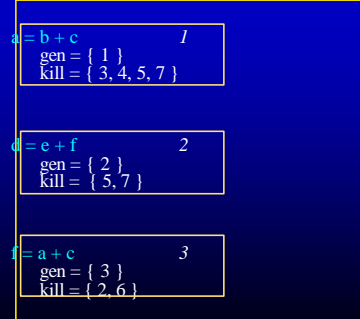 a = b + c 1
gen = { 1 }
kill = { 3, 4, 5, 7 }
d = e + f 2
gen = { 2 }
kill = { 5, 7 }
f = a + c 3
gen = { 3 }
kill = { 2, 6 }